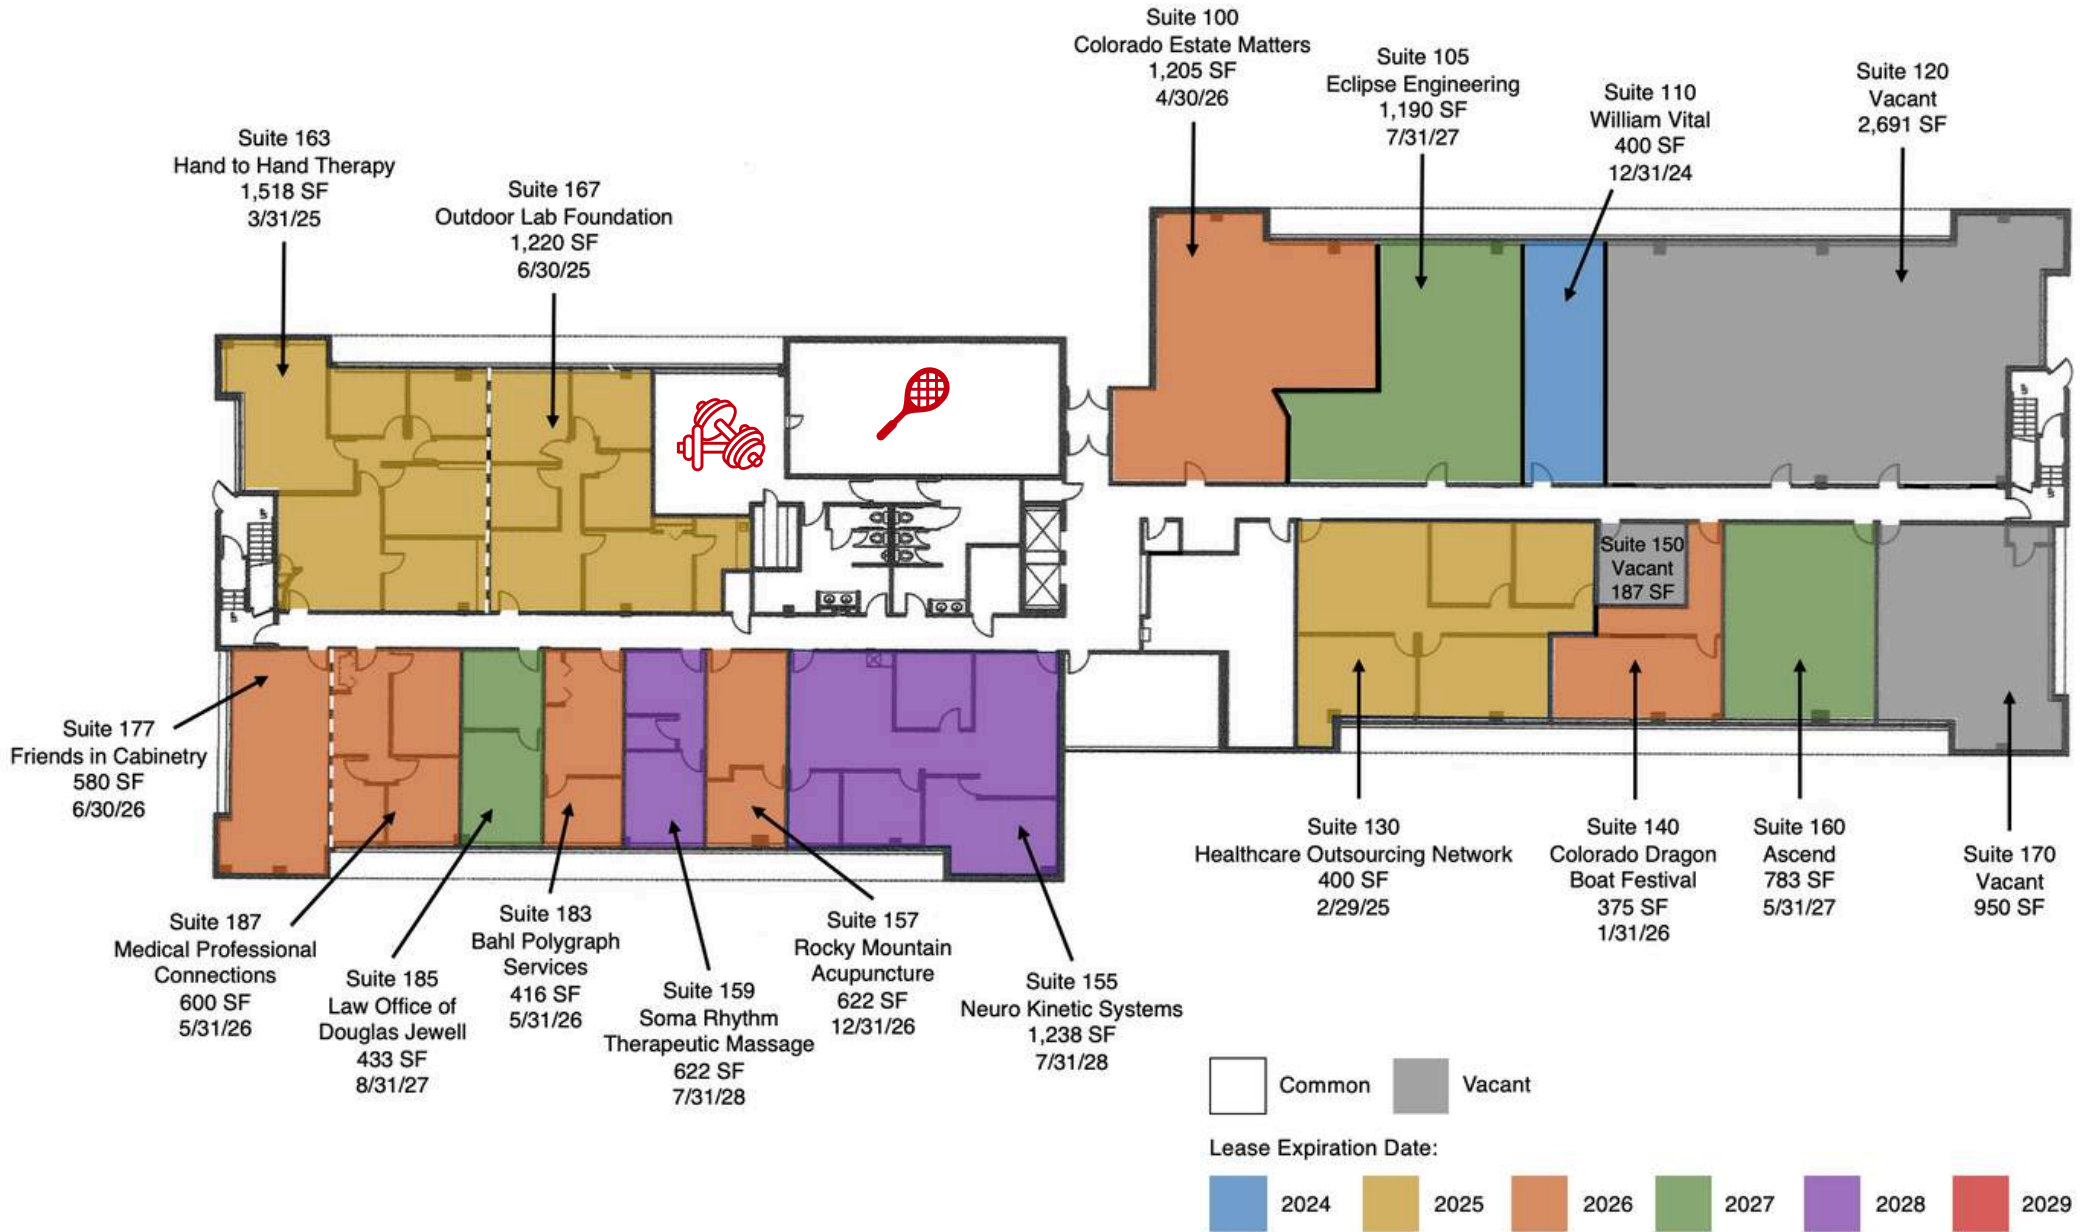 Suite 100
Colorado Estate Matters
1,205 SF
4/30/26
Suite 105
Eclipse Engineering
1,190 SF
7/31/27
Suite 110
William Vital
400 SF
12/31/24
Suite 120
Vacant
2,691 SF
Suite 163
Hand to Hand Therapy
1,518 SF
3/31/25
Suite 167
Outdoor Lab Foundation
1,220 SF
6/30/25
Suite 150
Vacant
187 SF
Suite 177
Friends in Cabinetry
580 SF
6/30/26
Suite 187
Medical Professional
Connections
600 SF
5/31/26
Suite 185
Law Office of
Douglas Jewell
433 SF
8/31/27
Suite 183
Bahl Polygraph
Services
416 SF
5/31/26
Suite 159
Soma Rhythm
Therapeutic Massage
622 SF
7/31/28
Suite 157
Rocky Mountain
Acupuncture
622 SF
12/31/26
Suite 155
Neuro Kinetic Systems
1,238 SF
7/31/28
Suite 130
Healthcare Outsourcing Network
400 SF
2/29/25
Suite 140
Colorado Dragon
Boat Festival
375 SF
1/31/26
Suite 160
Ascend
783 SF
5/31/27
Suite 170
Vacant
950 SF
Common
Vacant
Lease Expiration Date:
2024
2025
2026
2027
2028
2029